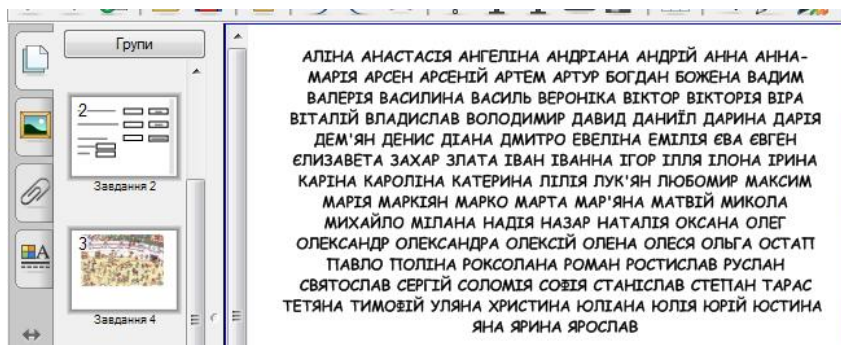 Групи
2
Завдання 2
3
Завдання 4
АЛІНА АНАСТАСІЯ АНГЕЛІНА АНДРІАНА АНДРІЙ АННА АННА-
МАРІЯ АРСЕН АРСЕНІЙ АРТЕМ АРТУР БОГДАН БОЖЕНА ВАДИМ
ВАЛЕРІЯ ВАСИЛИНА ВАСИЛЬ ВЕРОНІКА ВІКТОР ВІКТОРІЯ ВІРА
ВІТАЛІЙ ВЛАДИСЛАВ ВОЛОДИМИР ДАВИД ДАНИЇЛ ДАРИНА ДАРІЯ
ДЕМ'ЯН ДЕНИС ДІАНА ДМИТРО ЕВЕЛІНА ЕМІЛІЯ ЄВА ЄВГЕН
ЄЛИЗАВЕТА ЗАХАР ЗЛАТА ІВАН ІВАННА ІГОР ІЛЛЯ ІЛОНА ІРИНА
КАРІНА КАРОЛІНА КАТЕРИНА ЛІЛІЯ ЛУК'ЯН ЛЮБОМИР МАКСИМ
МАРІЯ МАРКІЯН МАРКО МАРТА МАР'ЯНА МАТВІЙ МИКОЛА
МИХАЙЛО МІЛАНА НАДІЯ НАЗАР НАТАЛІЯ ОКСАНА ОЛЕГ
ОЛЕКСАНДР ОЛЕКСАНДРА ОЛЕКСІЙ ОЛЕНА ОЛЕСЯ ОЛЬГА ОСТАП
ПАВЛО ПОЛІНА РОКСОЛАНА РОМАН РОСТИСЛАВ РУСЛАН
СВЯТОСЛАВ СЕРГІЙ СОЛОМІЯ СОФІЯ СТАНІСЛАВ СТЕПАН ТАРАС
ТЕТЯНА ТИМОФІЙ УЛЯНА ХРИСТИНА ЮЛІАНА ЮЛІЯ ЮРІЙ ЮСТИНА
ЯНА ЯРИНА ЯРОСЛАВ